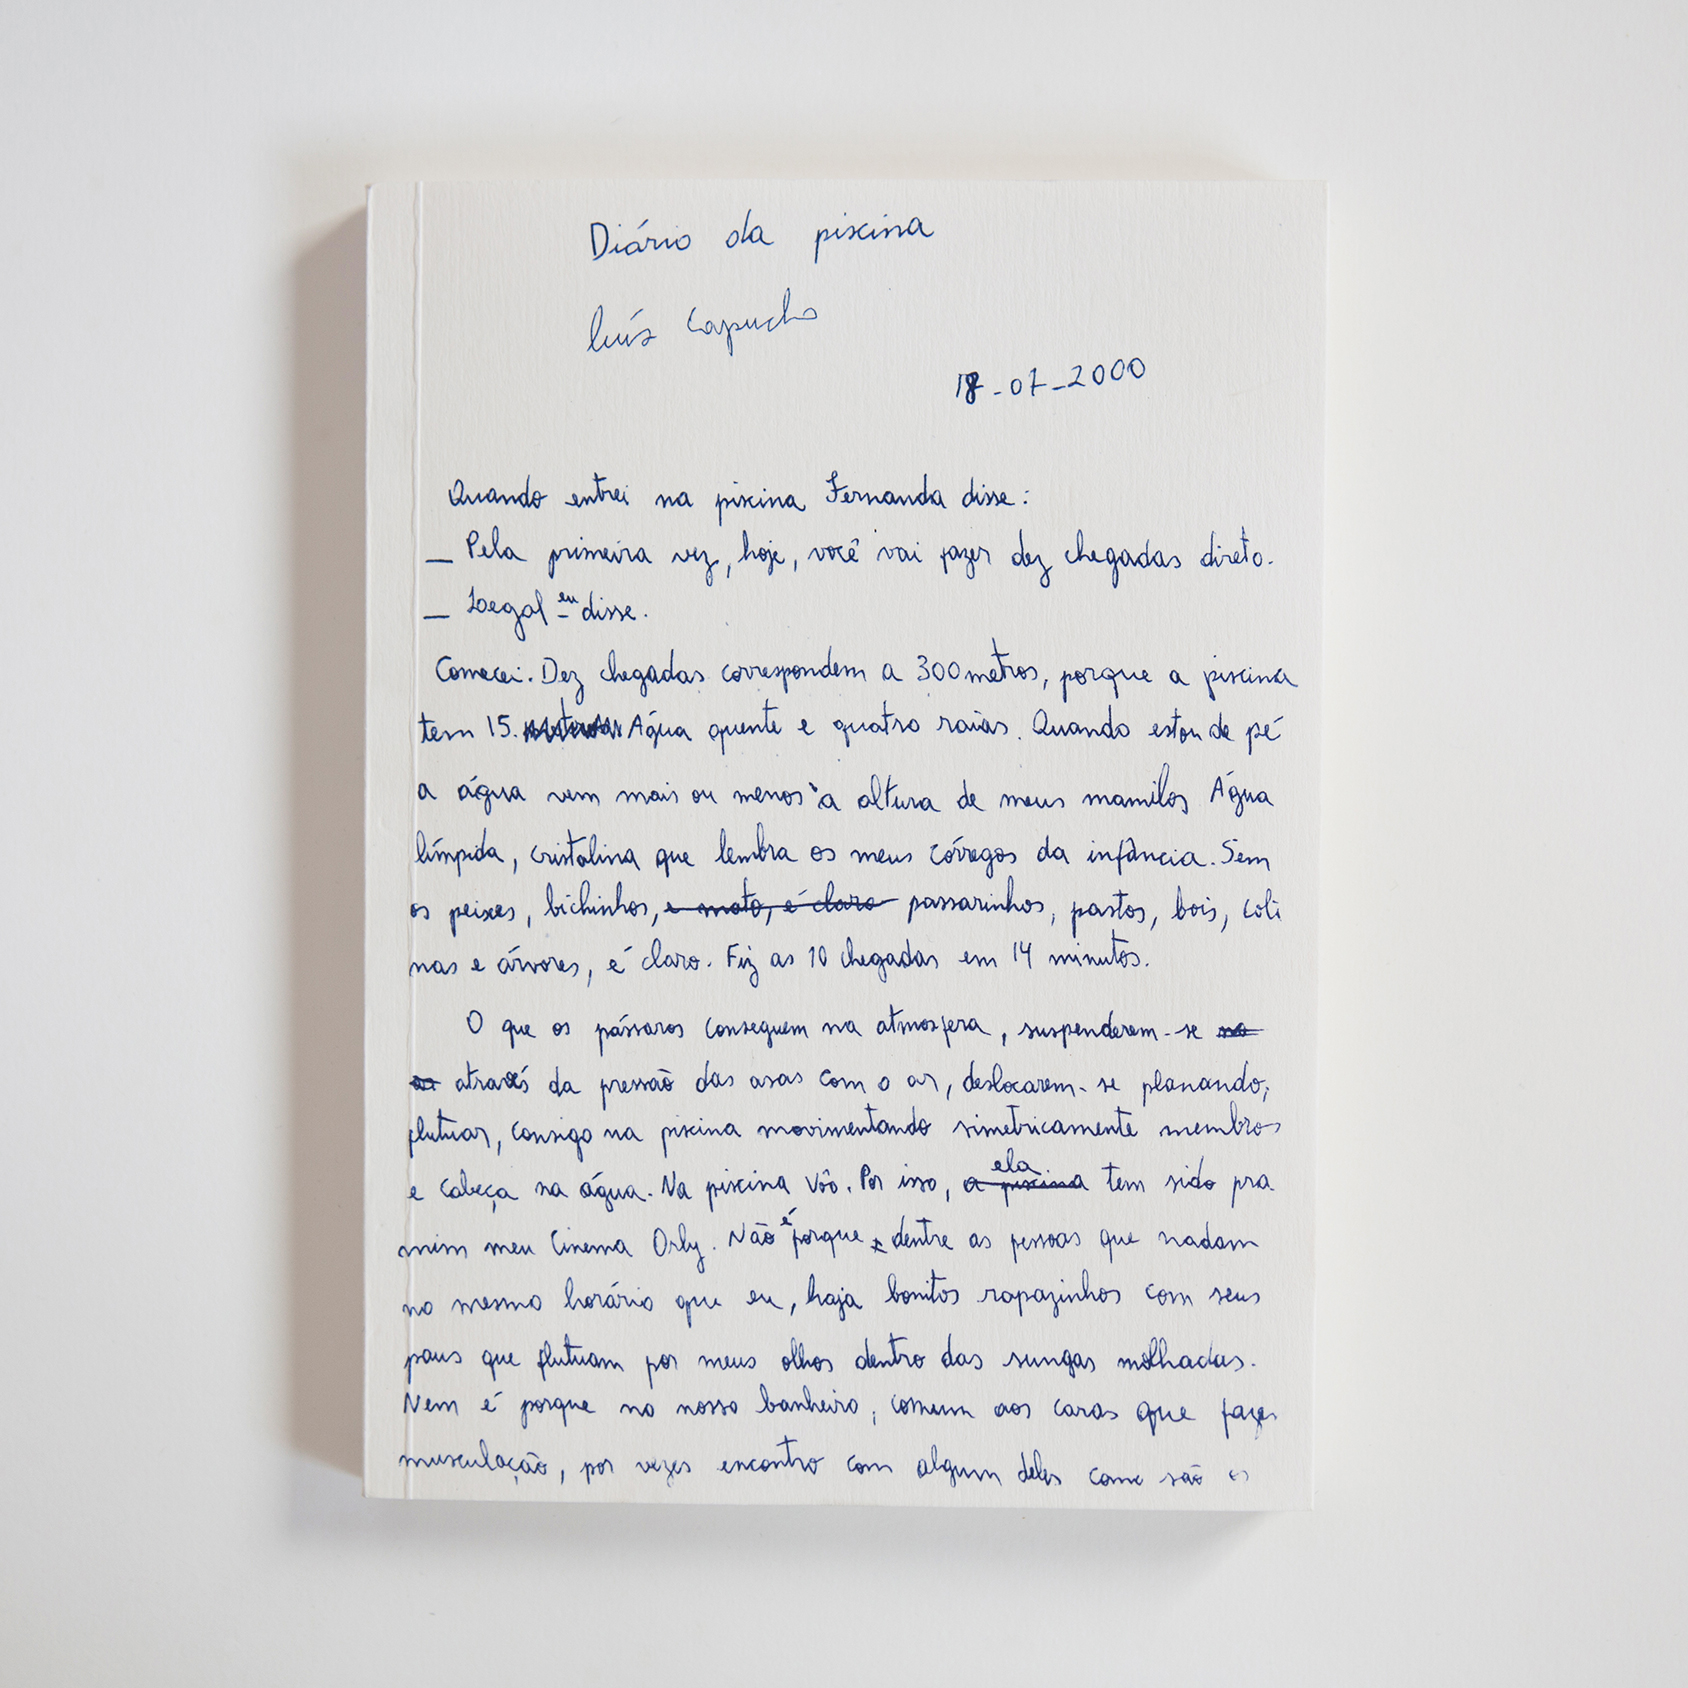 Diário da piscina
luís capucho
18-07-2000
Quando entrei na piscina Fernanda disse:
— Pela primeira vez, hoje, você vai fazer dez chegadas direto.
— Legal eu disse.
Comecei. Dez chegadas correspondem a 300 metros, porque a piscina
tem 15. metros Água quente e quatro raias. Quando estou de pé
a água vem mais ou menos à altura de meus mamilos Água
límpida, cristalina que lembra os meus córregos da infância. Sem
os peixes, bichinhos, e mato, é claro passarinhos, pastos, bois, coli
nas e árvores, é claro. Fiz as 10 chegadas em 14 minutos.
O que os pássaros conseguem na atmosfera, suspenderem-se na
através da pressão das asas com o ar, deslocarem-se planando,
flutuar, consigo na piscina movimentando simetricamente membros
e cabeça na água. Na piscina vôo. Por isso, a piscina ela tem sido pra
mim meu Cinema Orly. Não é porque dentre as pessoas que nadam
no mesmo horário que eu, haja bonitos rapazinhos com seus
paus que flutuam por meus olhos dentro das sungas molhadas.
Nem é porque no nosso banheiro, comum aos caras que fazem
musculação, por vezes encontro com algum deles como são os